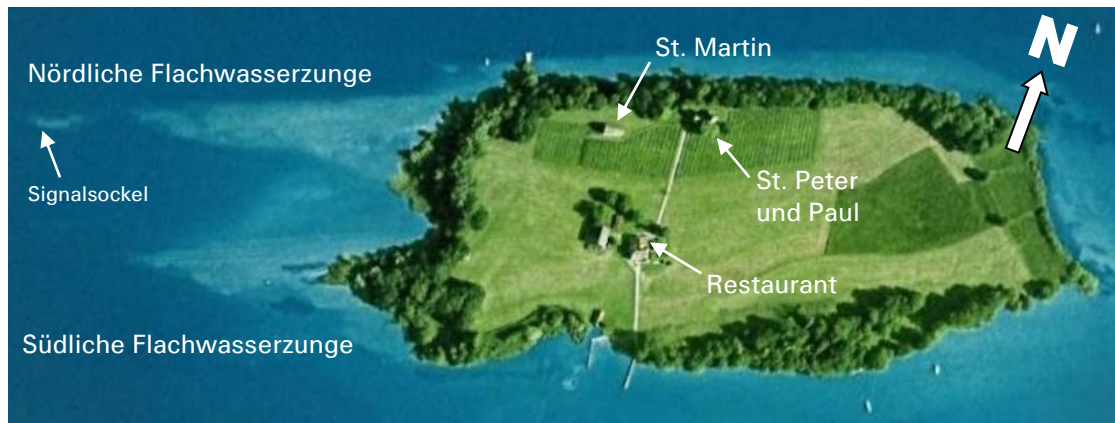 St. Martin
N
Nördliche Flachwasserzunge
Signalsockel
St. Peter
und Paul
Restaurant
Südliche Flachwasserzunge